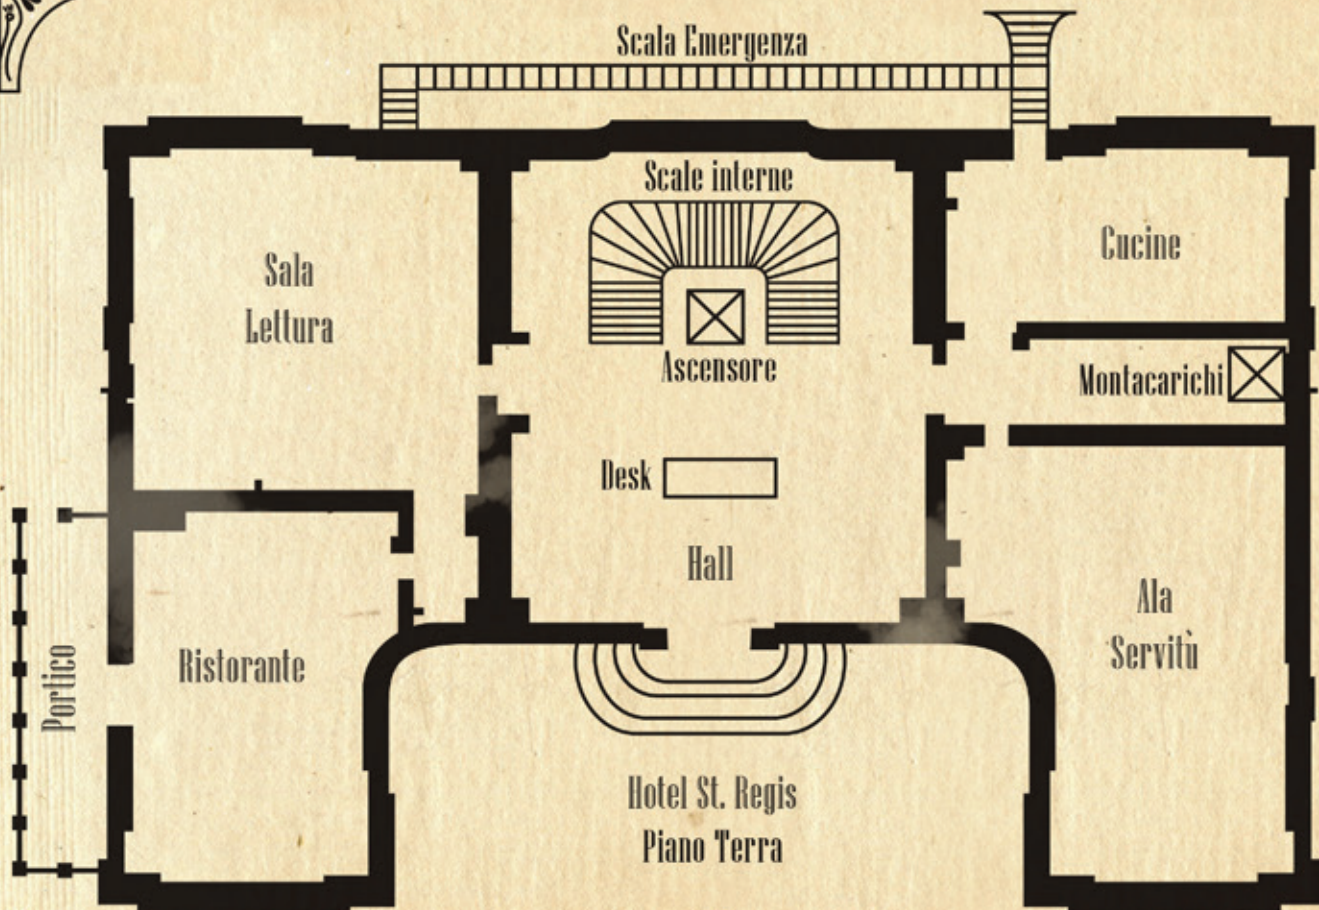 Scala Emergenza
Scale interne
Cucine
Sala
Lettura
Ascensore
Montacarichi
Desk
Hall
Ala
Servitù
Ristorante
Portico
Hotel St. Regis
Piano Terra